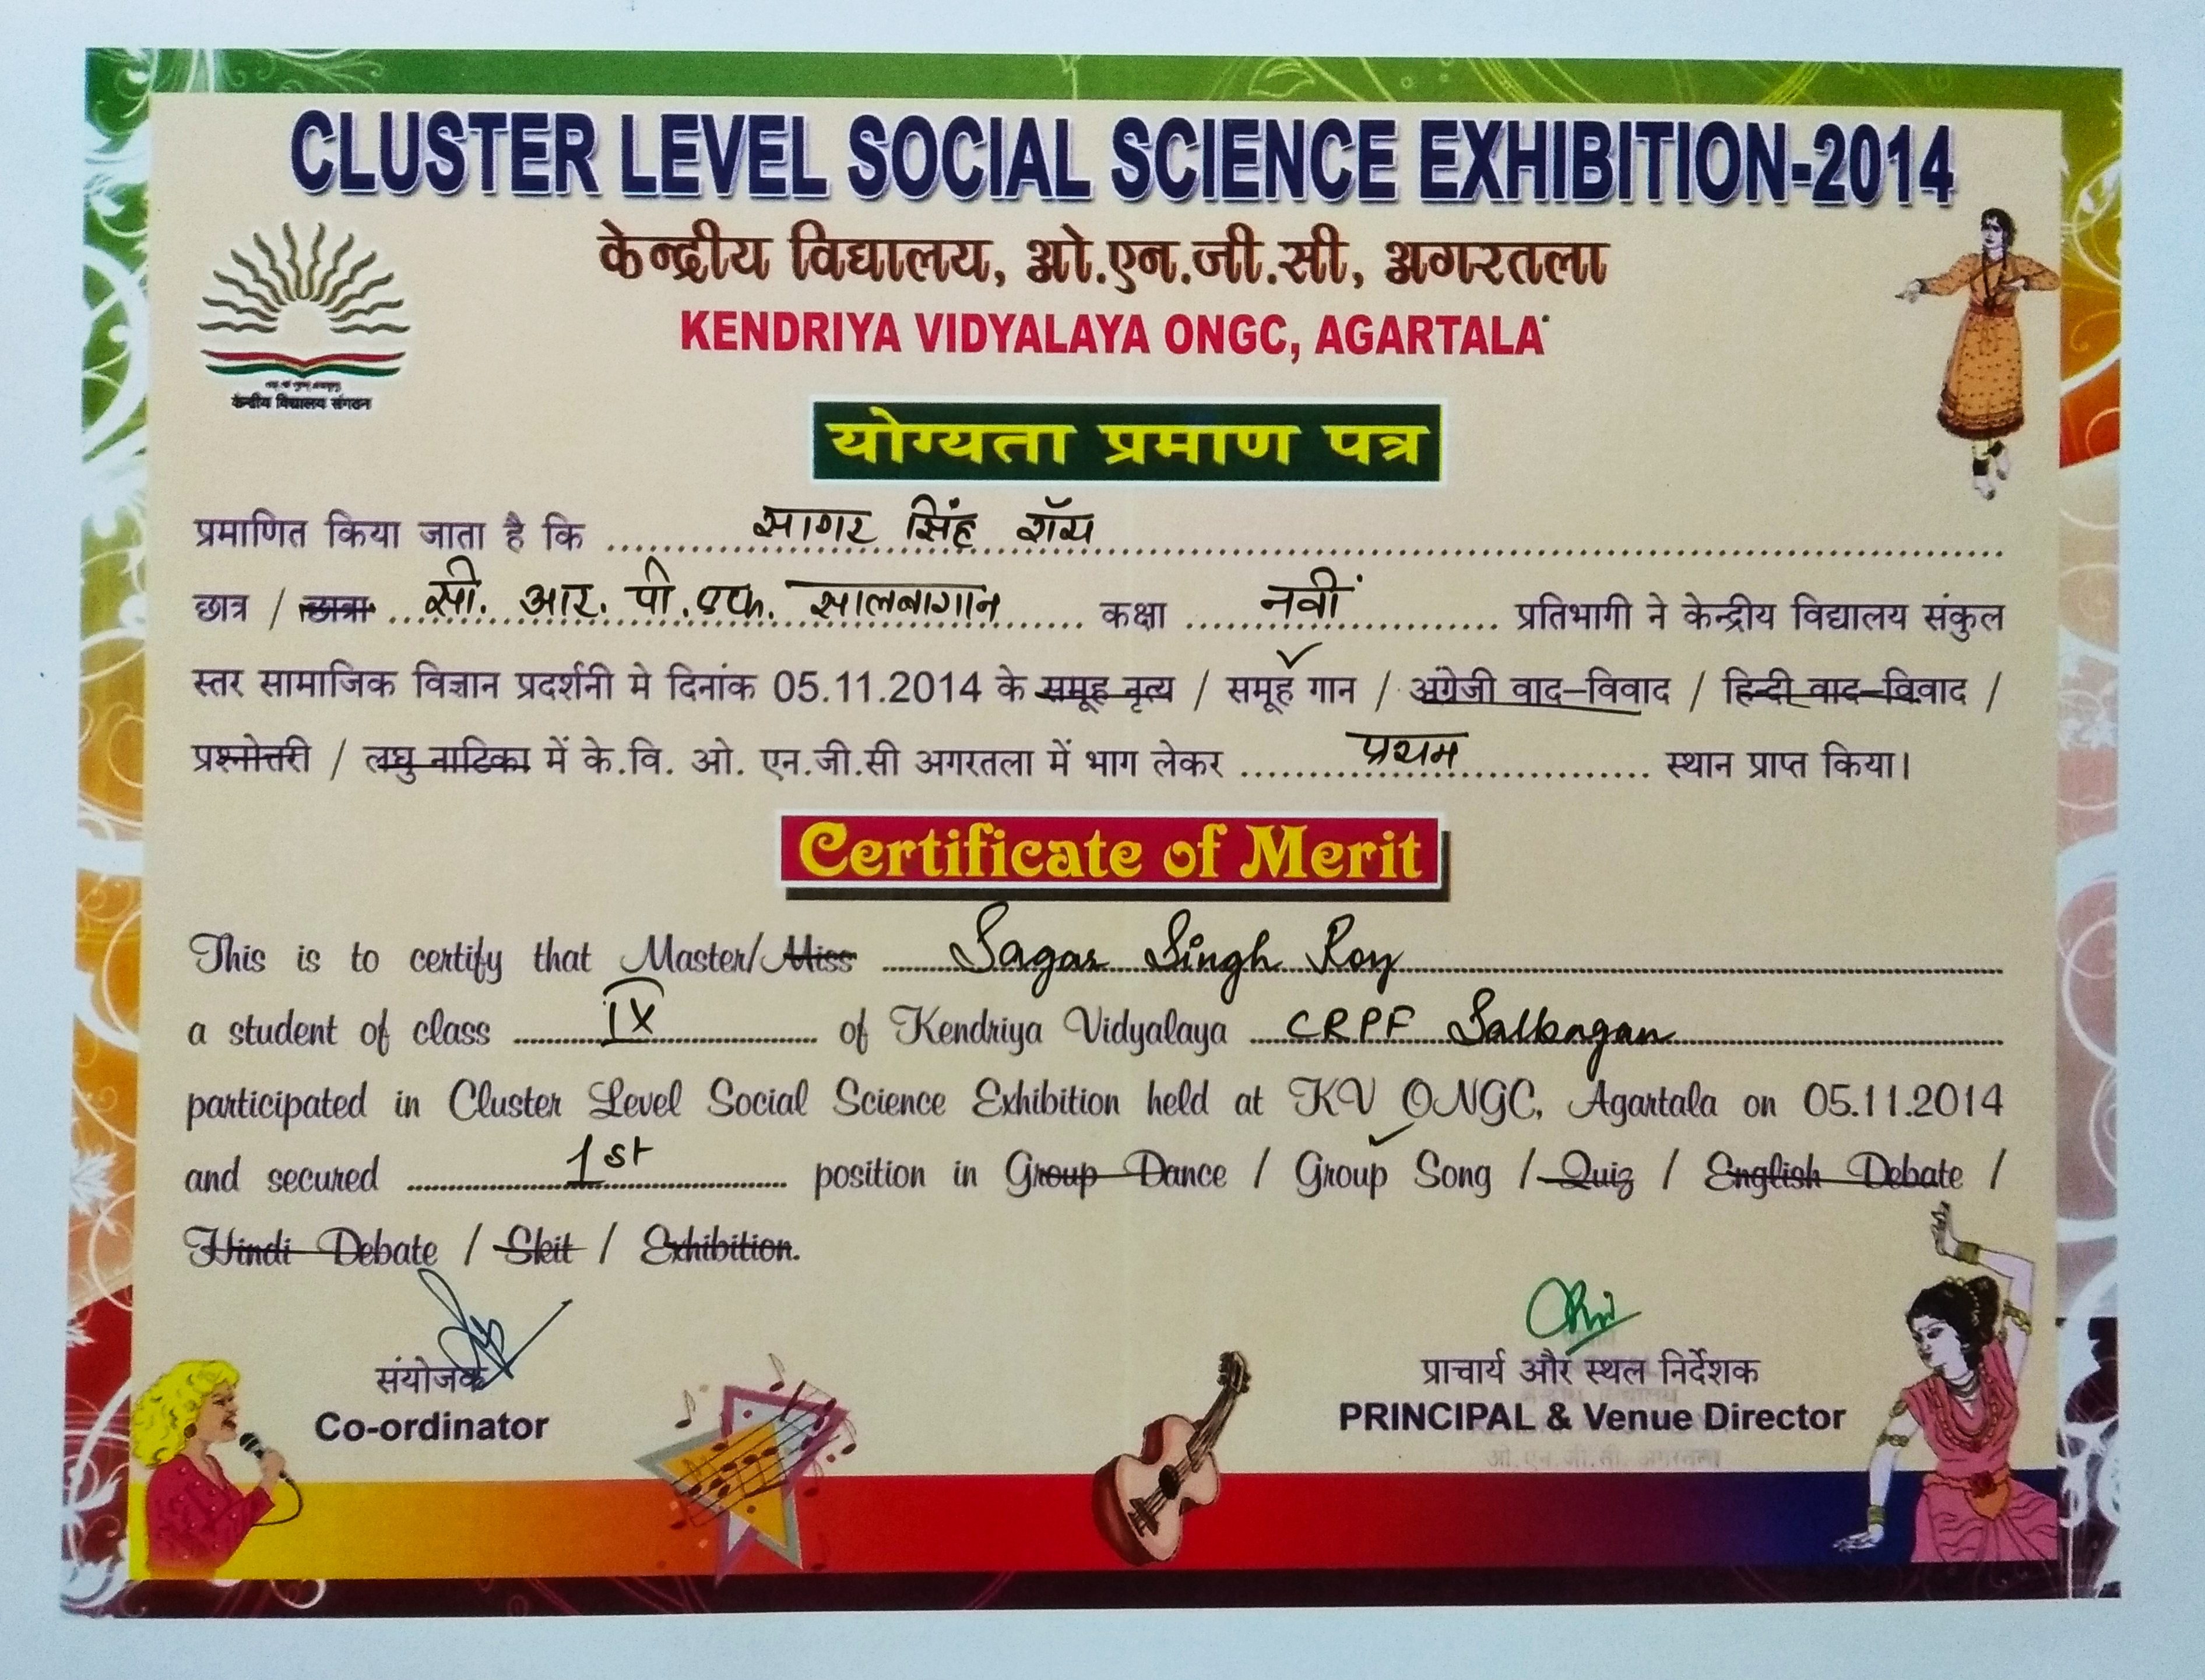 CLUSTER LEVEL SOCIAL SCIENCE EXHIBITION-2014
केन्द्रीय विद्यालय, ओ.एन.जी.सी, अगरतला
KENDRIYA VIDYALAYA ONGC, AGARTALA
केन्द्रीय विद्यालय संगठन
योग्यता प्रमाण पत्र
प्रमाणित किया जाता है कि सागर सिंह रॉय
छात्र / छात्रा सी. आर. पी. एफ. सालबागान कक्षा नवीं प्रतिभागी ने केन्द्रीय विद्यालय संकुल
स्तर सामाजिक विज्ञान प्रदर्शनी मे दिनांक 05.11.2014 के समूह नृत्य / समूह गान / अंग्रेजी वाद-विवाद / हिन्दी वाद-विवाद /
प्रश्नोत्तरी / लघु नाटिका में के.वि. ओ. एन.जी.सी अगरतला में भाग लेकर प्रथम स्थान प्राप्त किया।
Certificate of Merit
This is to certify that Master/Miss Sagar Singh Roy
a student of class IX of Kendriya Vidyalaya CRPF Salbagan
participated in Cluster Level Social Science Exhibition held at KV ONGC, Agartala on 05.11.2014
and secured 1st position in Group Dance / Group Song / Quiz / English Debate /
Hindi Debate / Skit / Exhibition.
संयोजक
Co-ordinator
प्राचार्य और स्थल निर्देशक
PRINCIPAL & Venue Director
ओ.एन.जी.सी. अगरतला